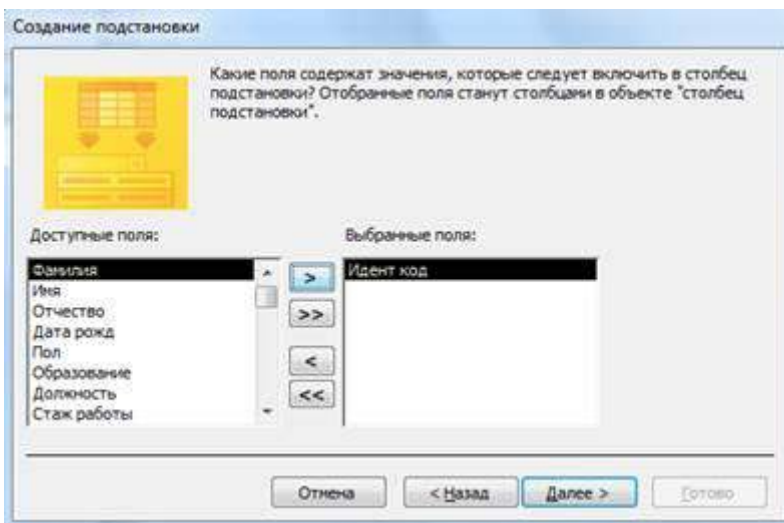 Создание подстановки
Какие поля содержат значения, которые следует включить в столбец
подстановки? Отобранные поля станут столбцами в объекте "столбец
подстановки".
Доступные поля:
Выбранные поля:
Фамилия
Имя
Отчество
Дата рожд
Пол
Образование
Должность
Стаж работы
>
>>
<
<<
Идент код
Отмена
< Назад
Далее >
Готово